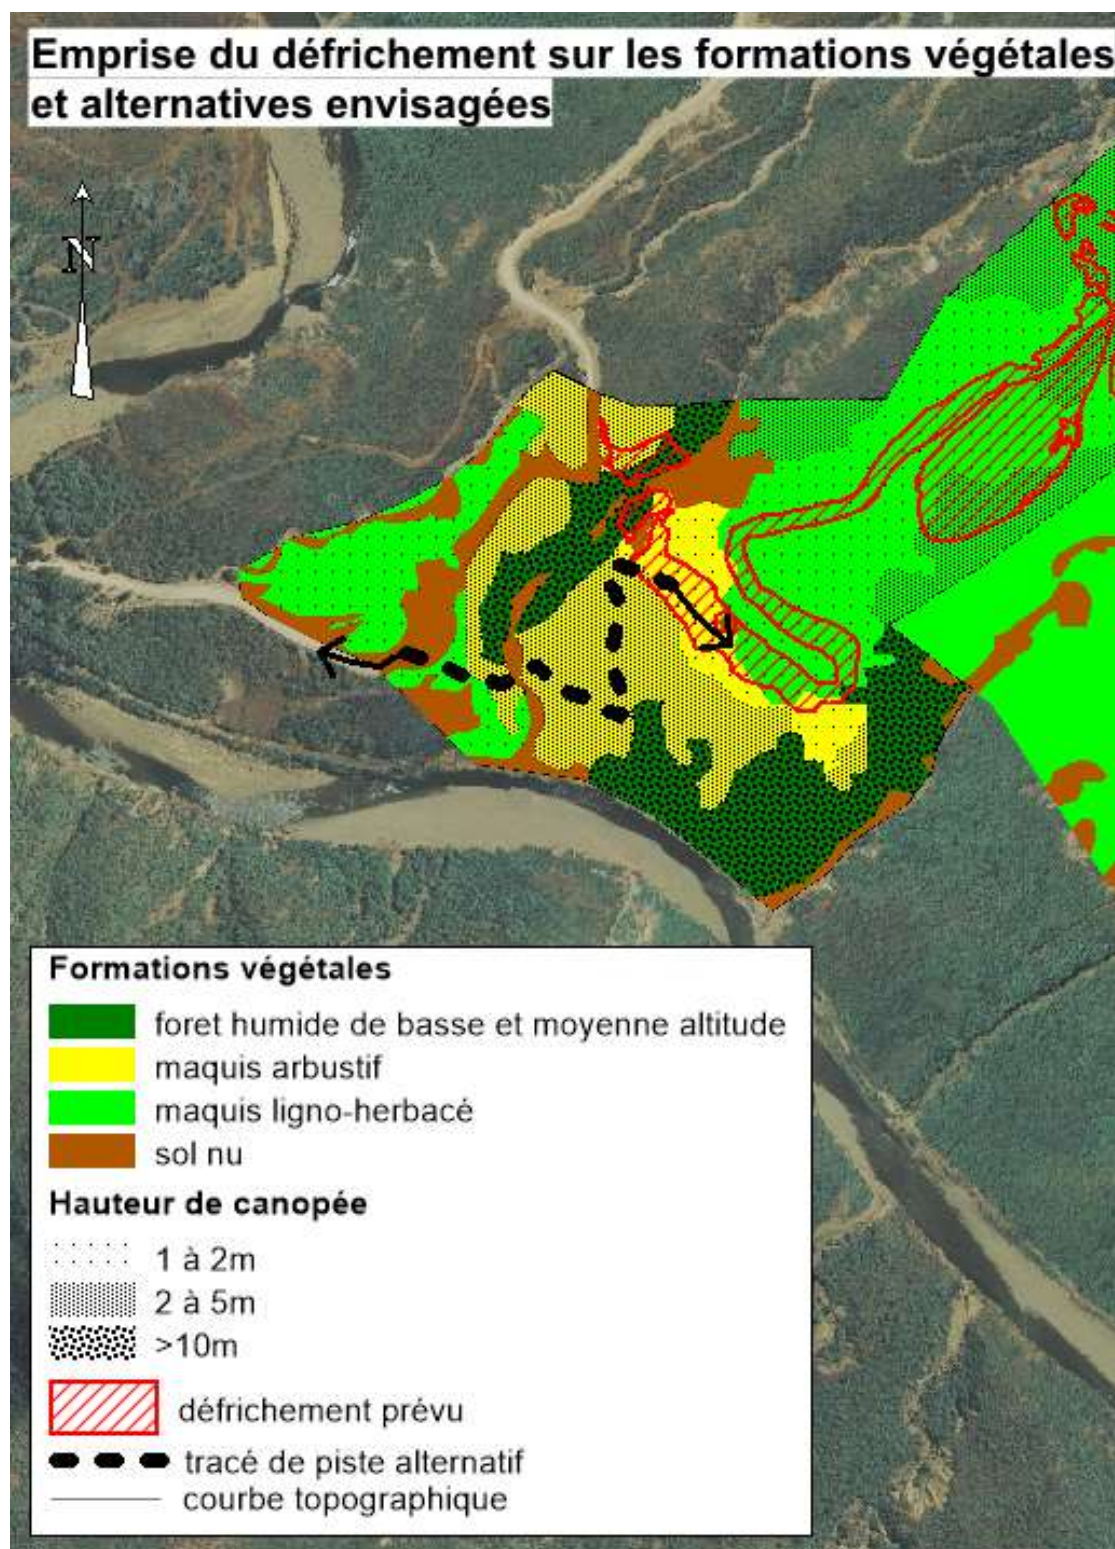 Emprise du défrichement sur les formations végétales
et alternatives envisagées
N
Formations végétales
foret humide de basse et moyenne altitude
maquis arbustif
maquis ligno-herbacé
sol nu
Hauteur de canopée
1 à 2m
2 à 5m
>10m
défrichement prévu
tracé de piste alternatif
courbe topographique